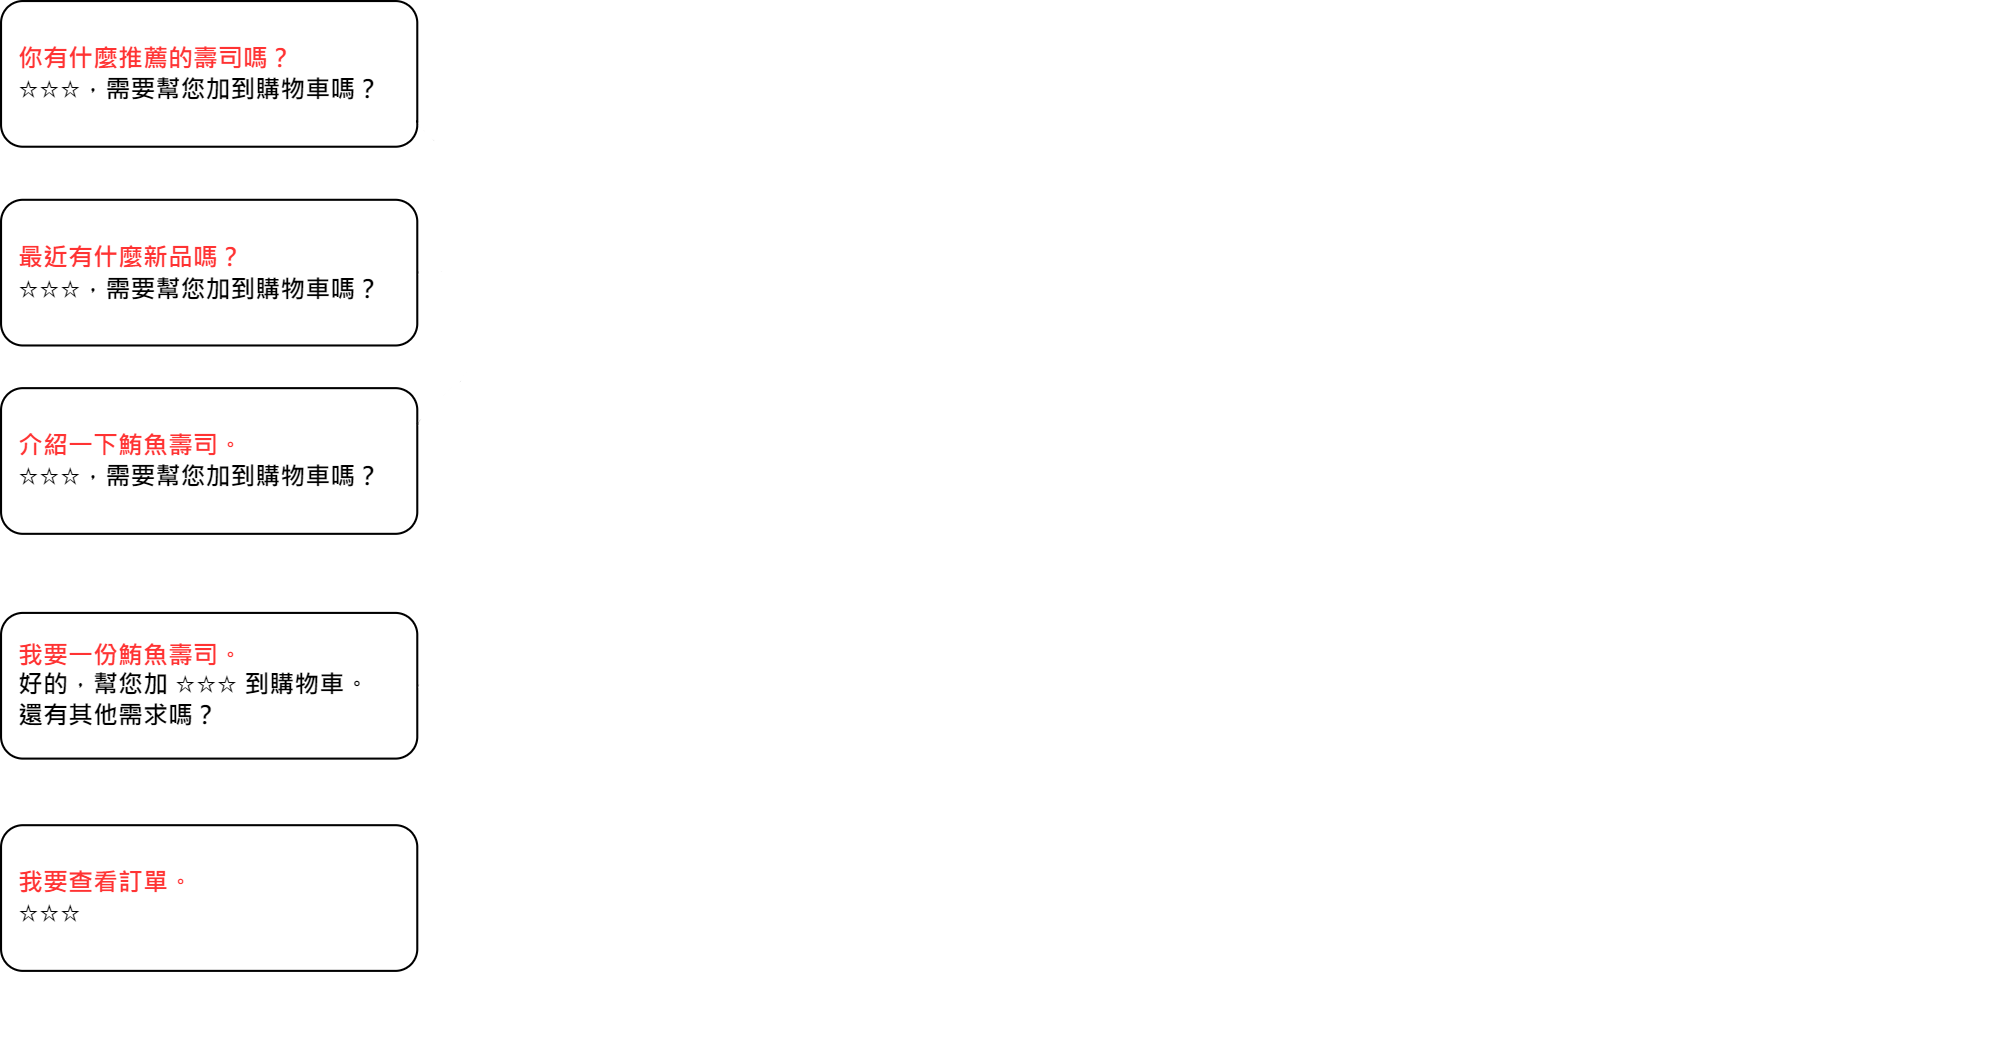 你有什麼推薦的壽司嗎？
☆☆☆，需要幫您加到購物車嗎？
最近有什麼新品嗎？
☆☆☆，需要幫您加到購物車嗎？
介紹一下鮪魚壽司。
☆☆☆，需要幫您加到購物車嗎？
我要一份鮪魚壽司。
好的，幫您加 ☆☆☆ 到購物車。
還有其他需求嗎？
我要查看訂單。
☆☆☆